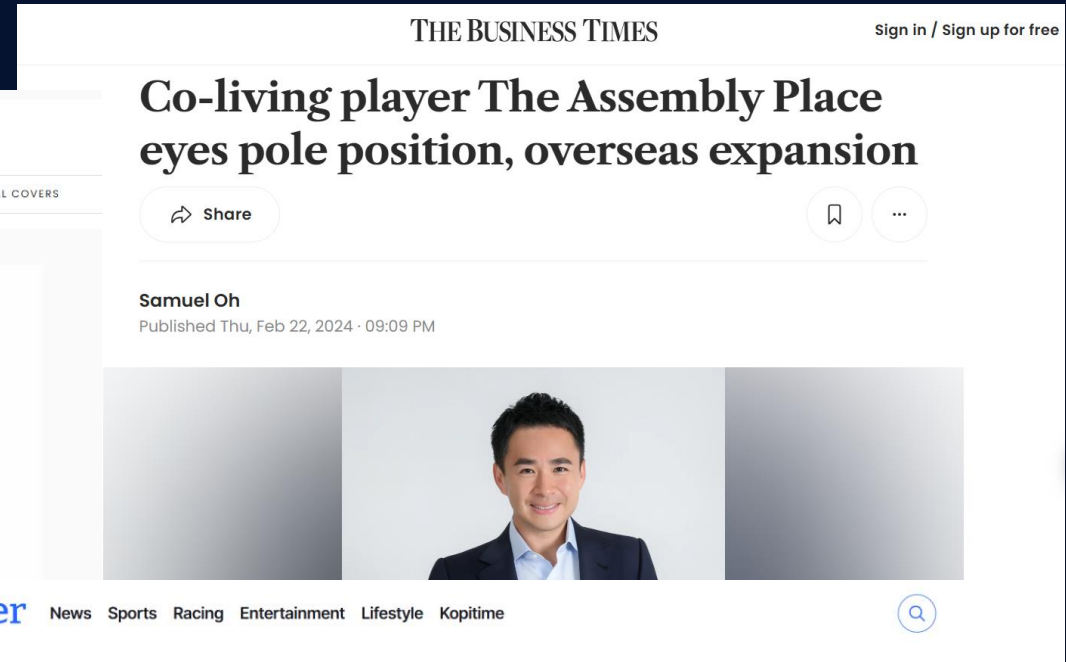 THE BUSINESS TIMES
Sign in / Sign up for free
Co-living player The Assembly Place
eyes pole position, overseas expansion
L COVERS
Share
Samuel Oh
Published Thu, Feb 22, 2024 · 09:09 PM
er
News Sports Racing Entertainment Lifestyle Kopitime